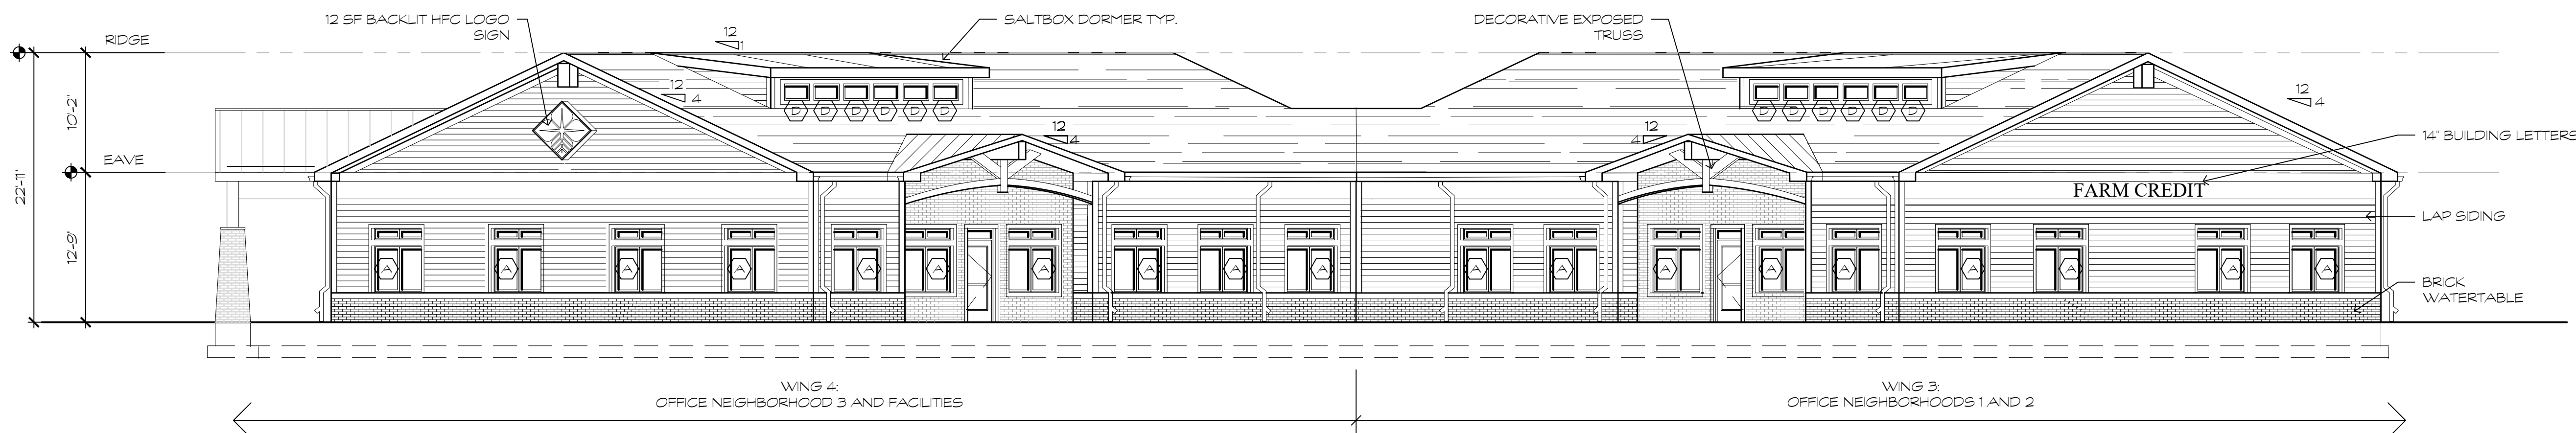 12 SF BACKLIT HFC LOGO
SIGN
SALTBOX DORMER TYP.
DECORATIVE EXPOSED
TRUSS
RIDGE
12
1
12
4
12
4
10'-2"
D D D D D D
D D D D D D
12
4
12
4
14" BUILDING LETTERS
EAVE
22'-11"
FARM CREDIT
LAP SIDING
12'-9"
A A A A A A A A A A A A A A A A A A A
BRICK
WATERTABLE
WING 4:
OFFICE NEIGHBORHOOD 3 AND FACILITIES
WING 3:
OFFICE NEIGHBORHOODS 1 AND 2